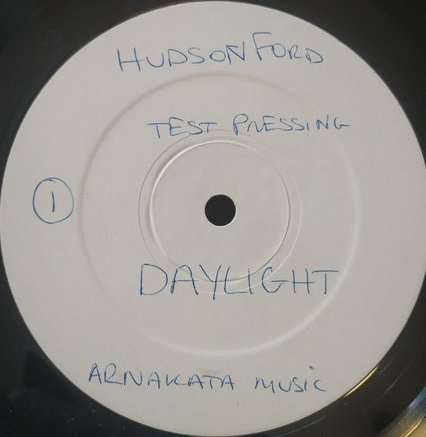 HUDSON FORD
TEST PRESSING
1
DAYLIGHT
ARNAKATA MUSIC